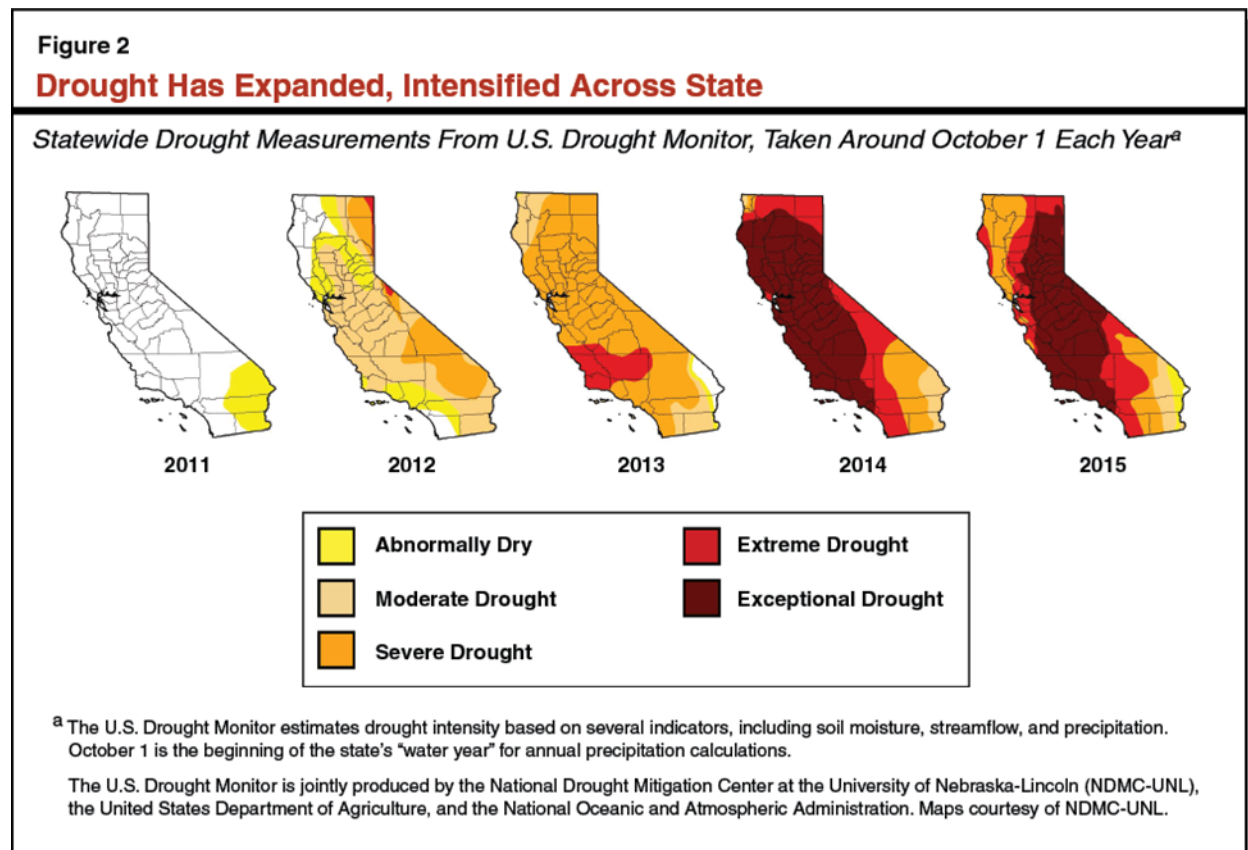 Figure 2
Drought Has Expanded, Intensified Across State
Statewide Drought Measurements From U.S. Drought Monitor, Taken Around October 1 Each Yearᵃ
2011
2012
2013
2014
2015
Abnormally Dry
Moderate Drought
Severe Drought
Extreme Drought
Exceptional Drought
ᵃ The U.S. Drought Monitor estimates drought intensity based on several indicators, including soil moisture, streamflow, and precipitation.
October 1 is the beginning of the state's “water year” for annual precipitation calculations.
The U.S. Drought Monitor is jointly produced by the National Drought Mitigation Center at the University of Nebraska-Lincoln (NDMC-UNL),
the United States Department of Agriculture, and the National Oceanic and Atmospheric Administration. Maps courtesy of NDMC-UNL.